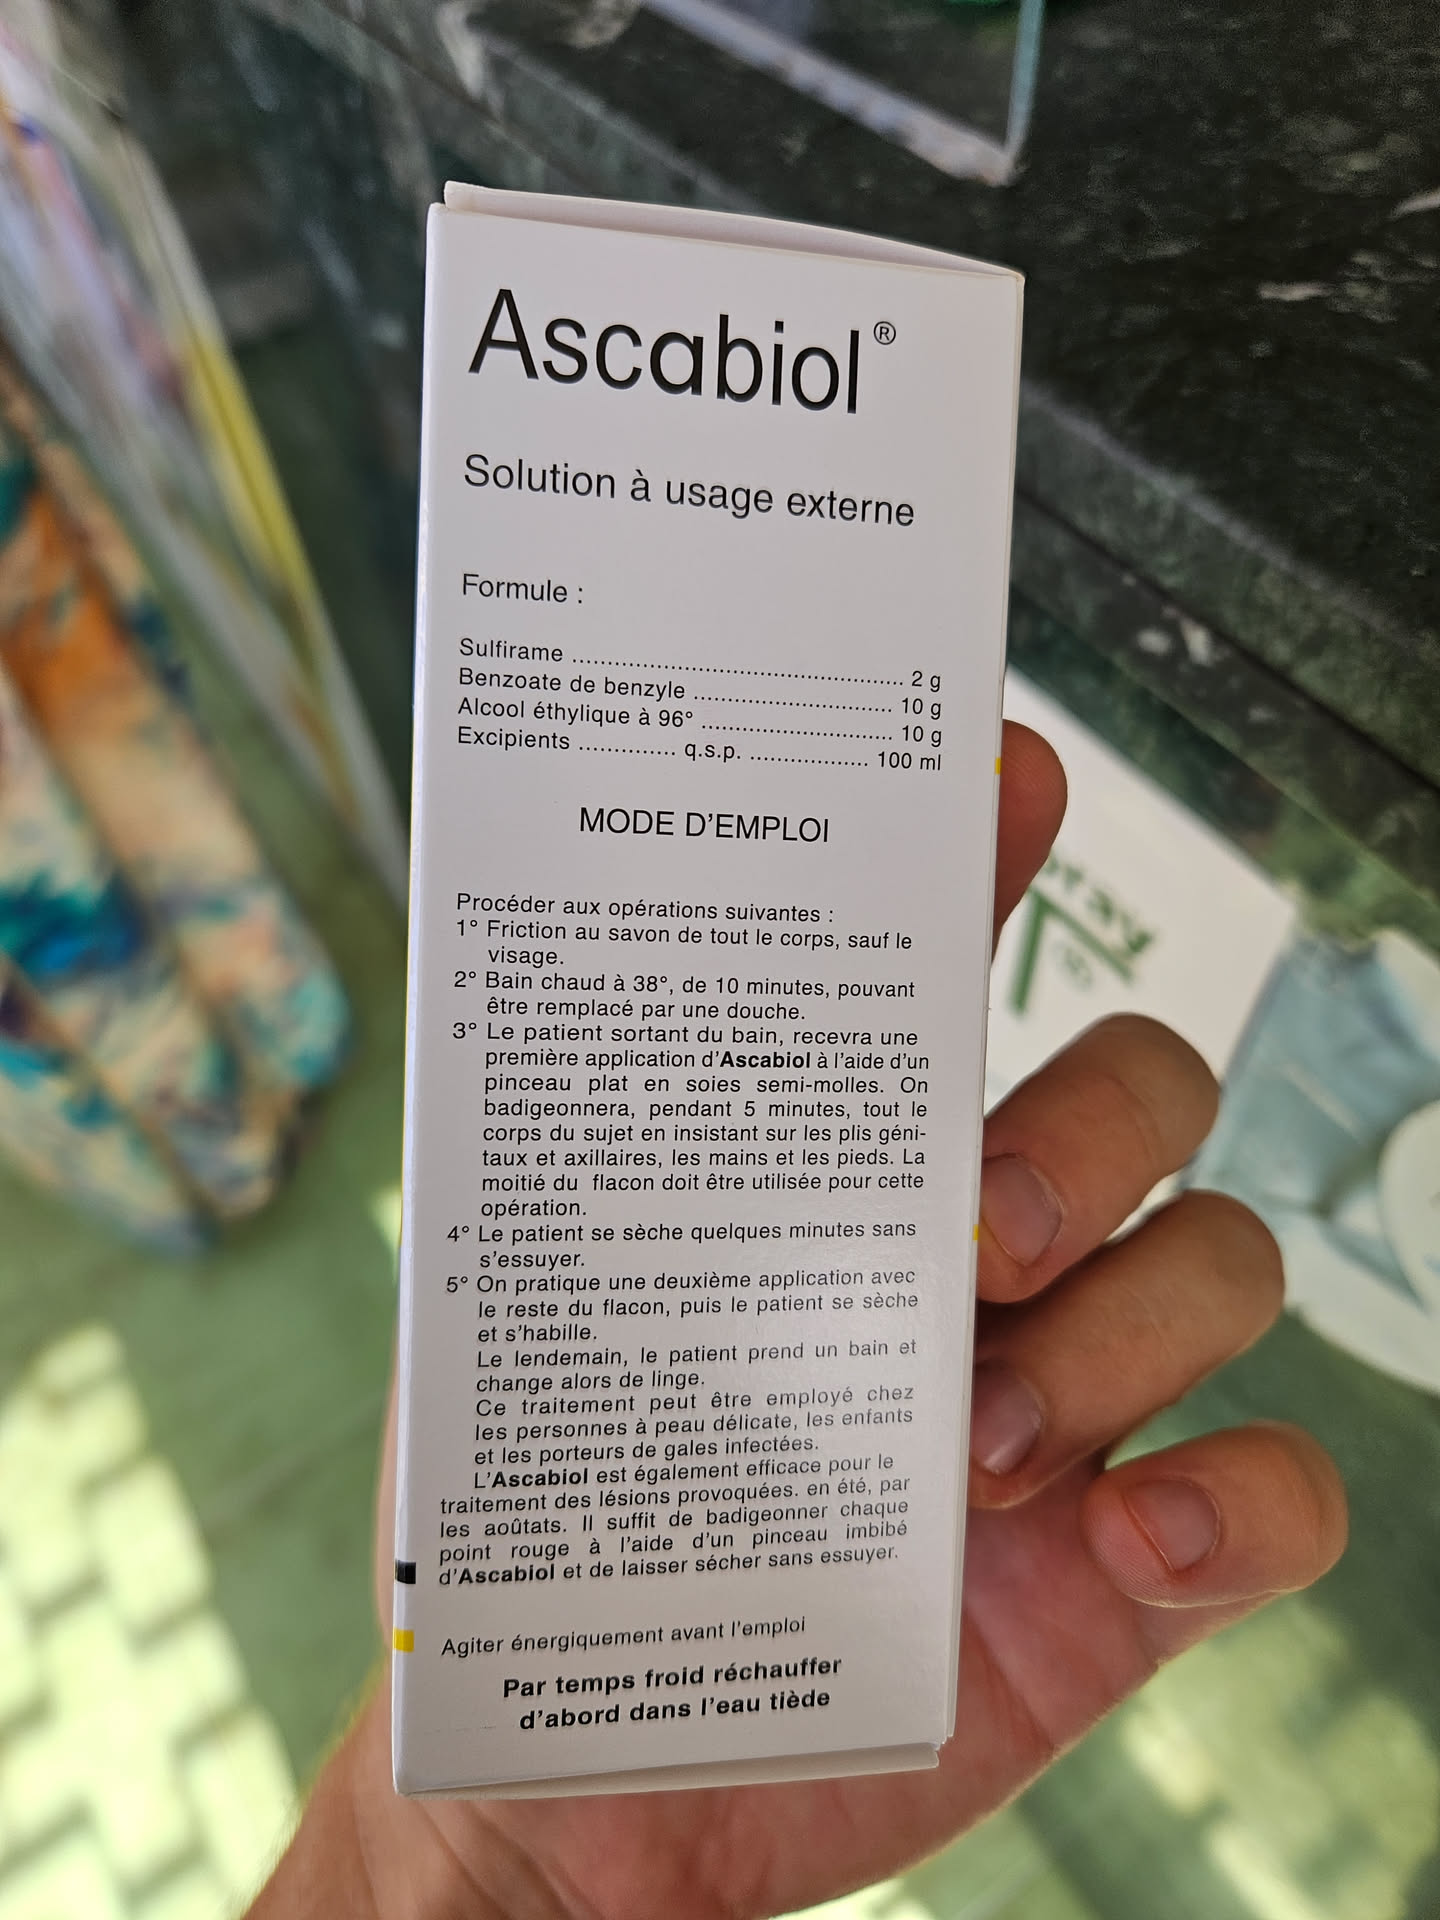 Ascabiol®
Solution à usage externe
Formule :
Sulfirame ............................................... 2 g
Benzoate de benzyle ............................ 10 g
Alcool éthylique à 96° ........................... 10 g
Excipients .............. q.s.p. ................. 100 ml
MODE D'EMPLOI
Procéder aux opérations suivantes :
1° Friction au savon de tout le corps, sauf le
visage.
2° Bain chaud à 38°, de 10 minutes, pouvant
être remplacé par une douche.
3° Le patient sortant du bain, recevra une
première application d'Ascabiol à l'aide d'un
pinceau plat en soies semi-molles. On
badigeonnera, pendant 5 minutes, tout le
corps du sujet en insistant sur les plis géni-
taux et axillaires, les mains et les pieds. La
moitié du flacon doit être utilisée pour cette
opération.
4° Le patient se sèche quelques minutes sans
s'essuyer.
5° On pratique une deuxième application avec
le reste du flacon, puis le patient se sèche
et s'habille.
Le lendemain, le patient prend un bain et
change alors de linge.
Ce traitement peut être employé chez
les personnes à peau délicate, les enfants
et les porteurs de gales infectées.
L'Ascabiol est également efficace pour le
traitement des lésions provoquées. en été, par
les aoûtats. Il suffit de badigeonner chaque
point rouge à l'aide d'un pinceau imbibé
d'Ascabiol et de laisser sécher sans essuyer.
Agiter énergiquement avant l'emploi
Par temps froid réchauffer
d'abord dans l'eau tiède